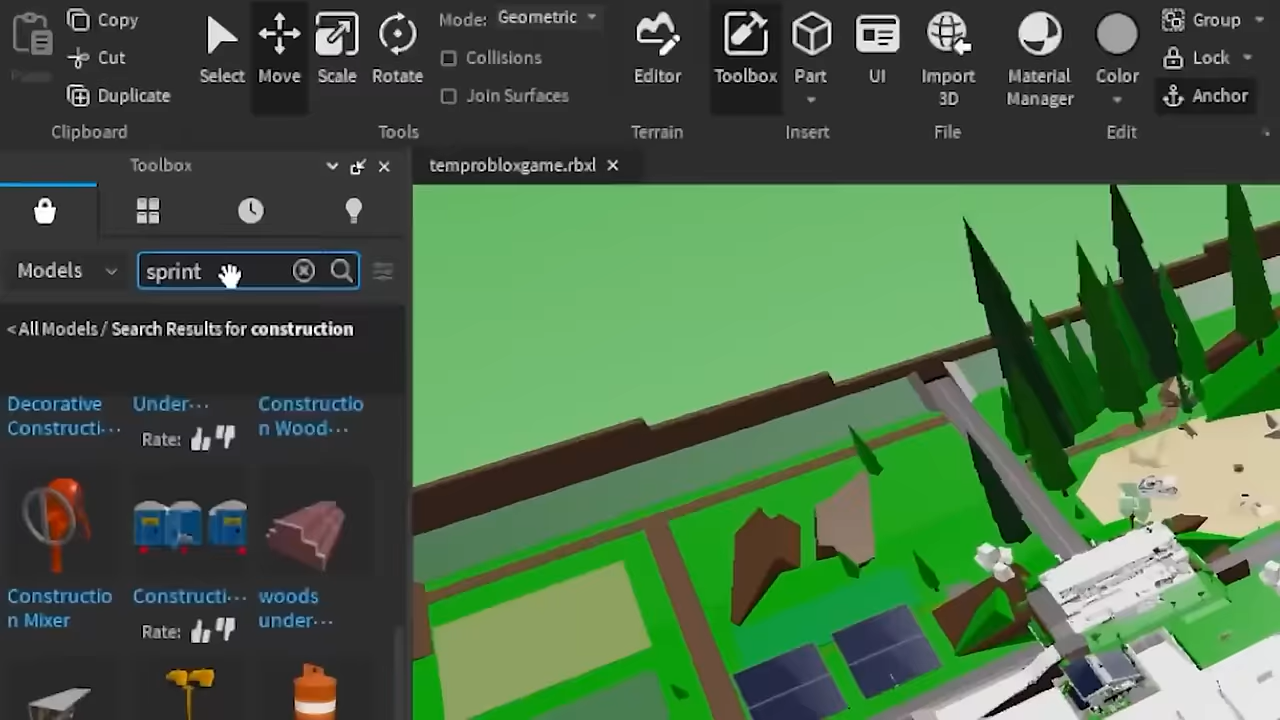 Copy
Cut
Duplicate
Clipboard
Select
Move
Scale
Rotate
Mode: Geometric
Collisions
Join Surfaces
Tools
Editor
Terrain
Toolbox
Part
UI
Insert
Import
3D
File
Material
Manager
Color
Edit
Group
Lock
Anchor
Toolbox
temprobloxgame.rbxl
Models
sprint
< All Models / Search Results for construction
Decorative
Constructi...
Under...
Rate:
Constructio
n Wood...
Constructio
n Mixer
Constructi...
Rate:
woods
under...